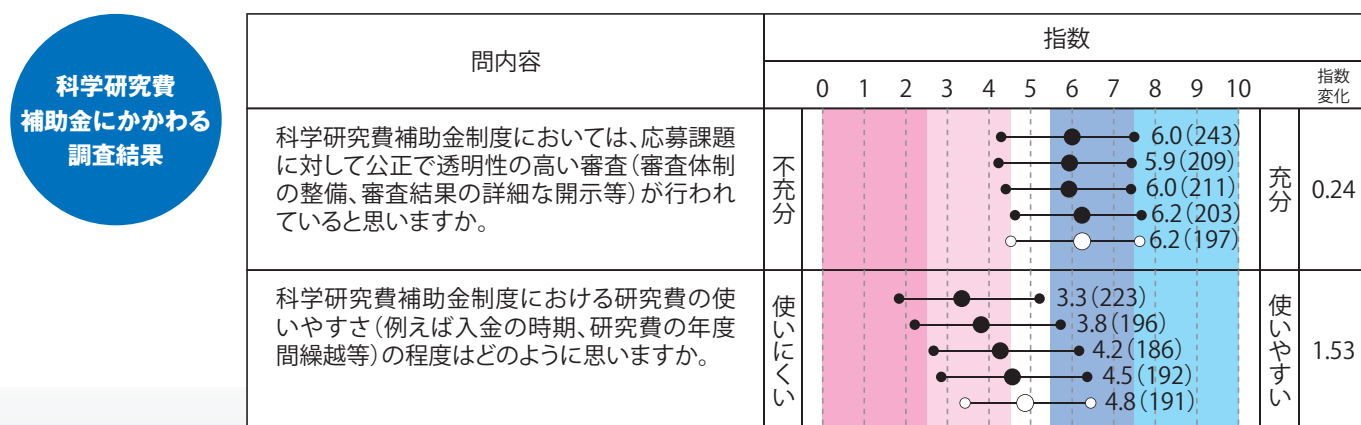 科学研究費
補助金にかかわる
調査結果
問内容
指数
0 1 2 3 4 5 6 7 8 9 10
指数
変化
科学研究費補助金制度においては、応募課題
に対して公正で透明性の高い審査(審査体制
の整備、審査結果の詳細な開示等)が行われ
ていると思いますか。
不充分
6.0(243)
5.9(209)
6.0(211)
6.2(203)
6.2(197)
充分
0.24
科学研究費補助金制度における研究費の使
いやすさ(例えば入金の時期、研究費の年度
間繰越等)の程度はどのように思いますか。
使いにくい
3.3(223)
3.8(196)
4.2(186)
4.5(192)
4.8(191)
使いやすい
1.53